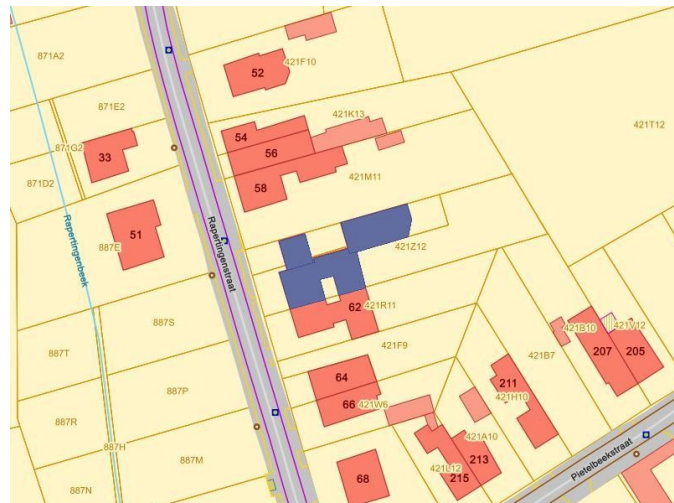 871A2
52
421F10
871E2
421K13
54
421T12
871G2
33
56
871D2
58
421M11
Rapertingenbeek
887E
51
Rapertingenstraat
421Z12
887S
62
421R11
421B10
421V12
887T
421F9
207
205
421B7
887P
64
211
66
421W6
421H10
887R
Pietelbeekstraat
421A10
887H
887M
213
421L12
68
215
887N